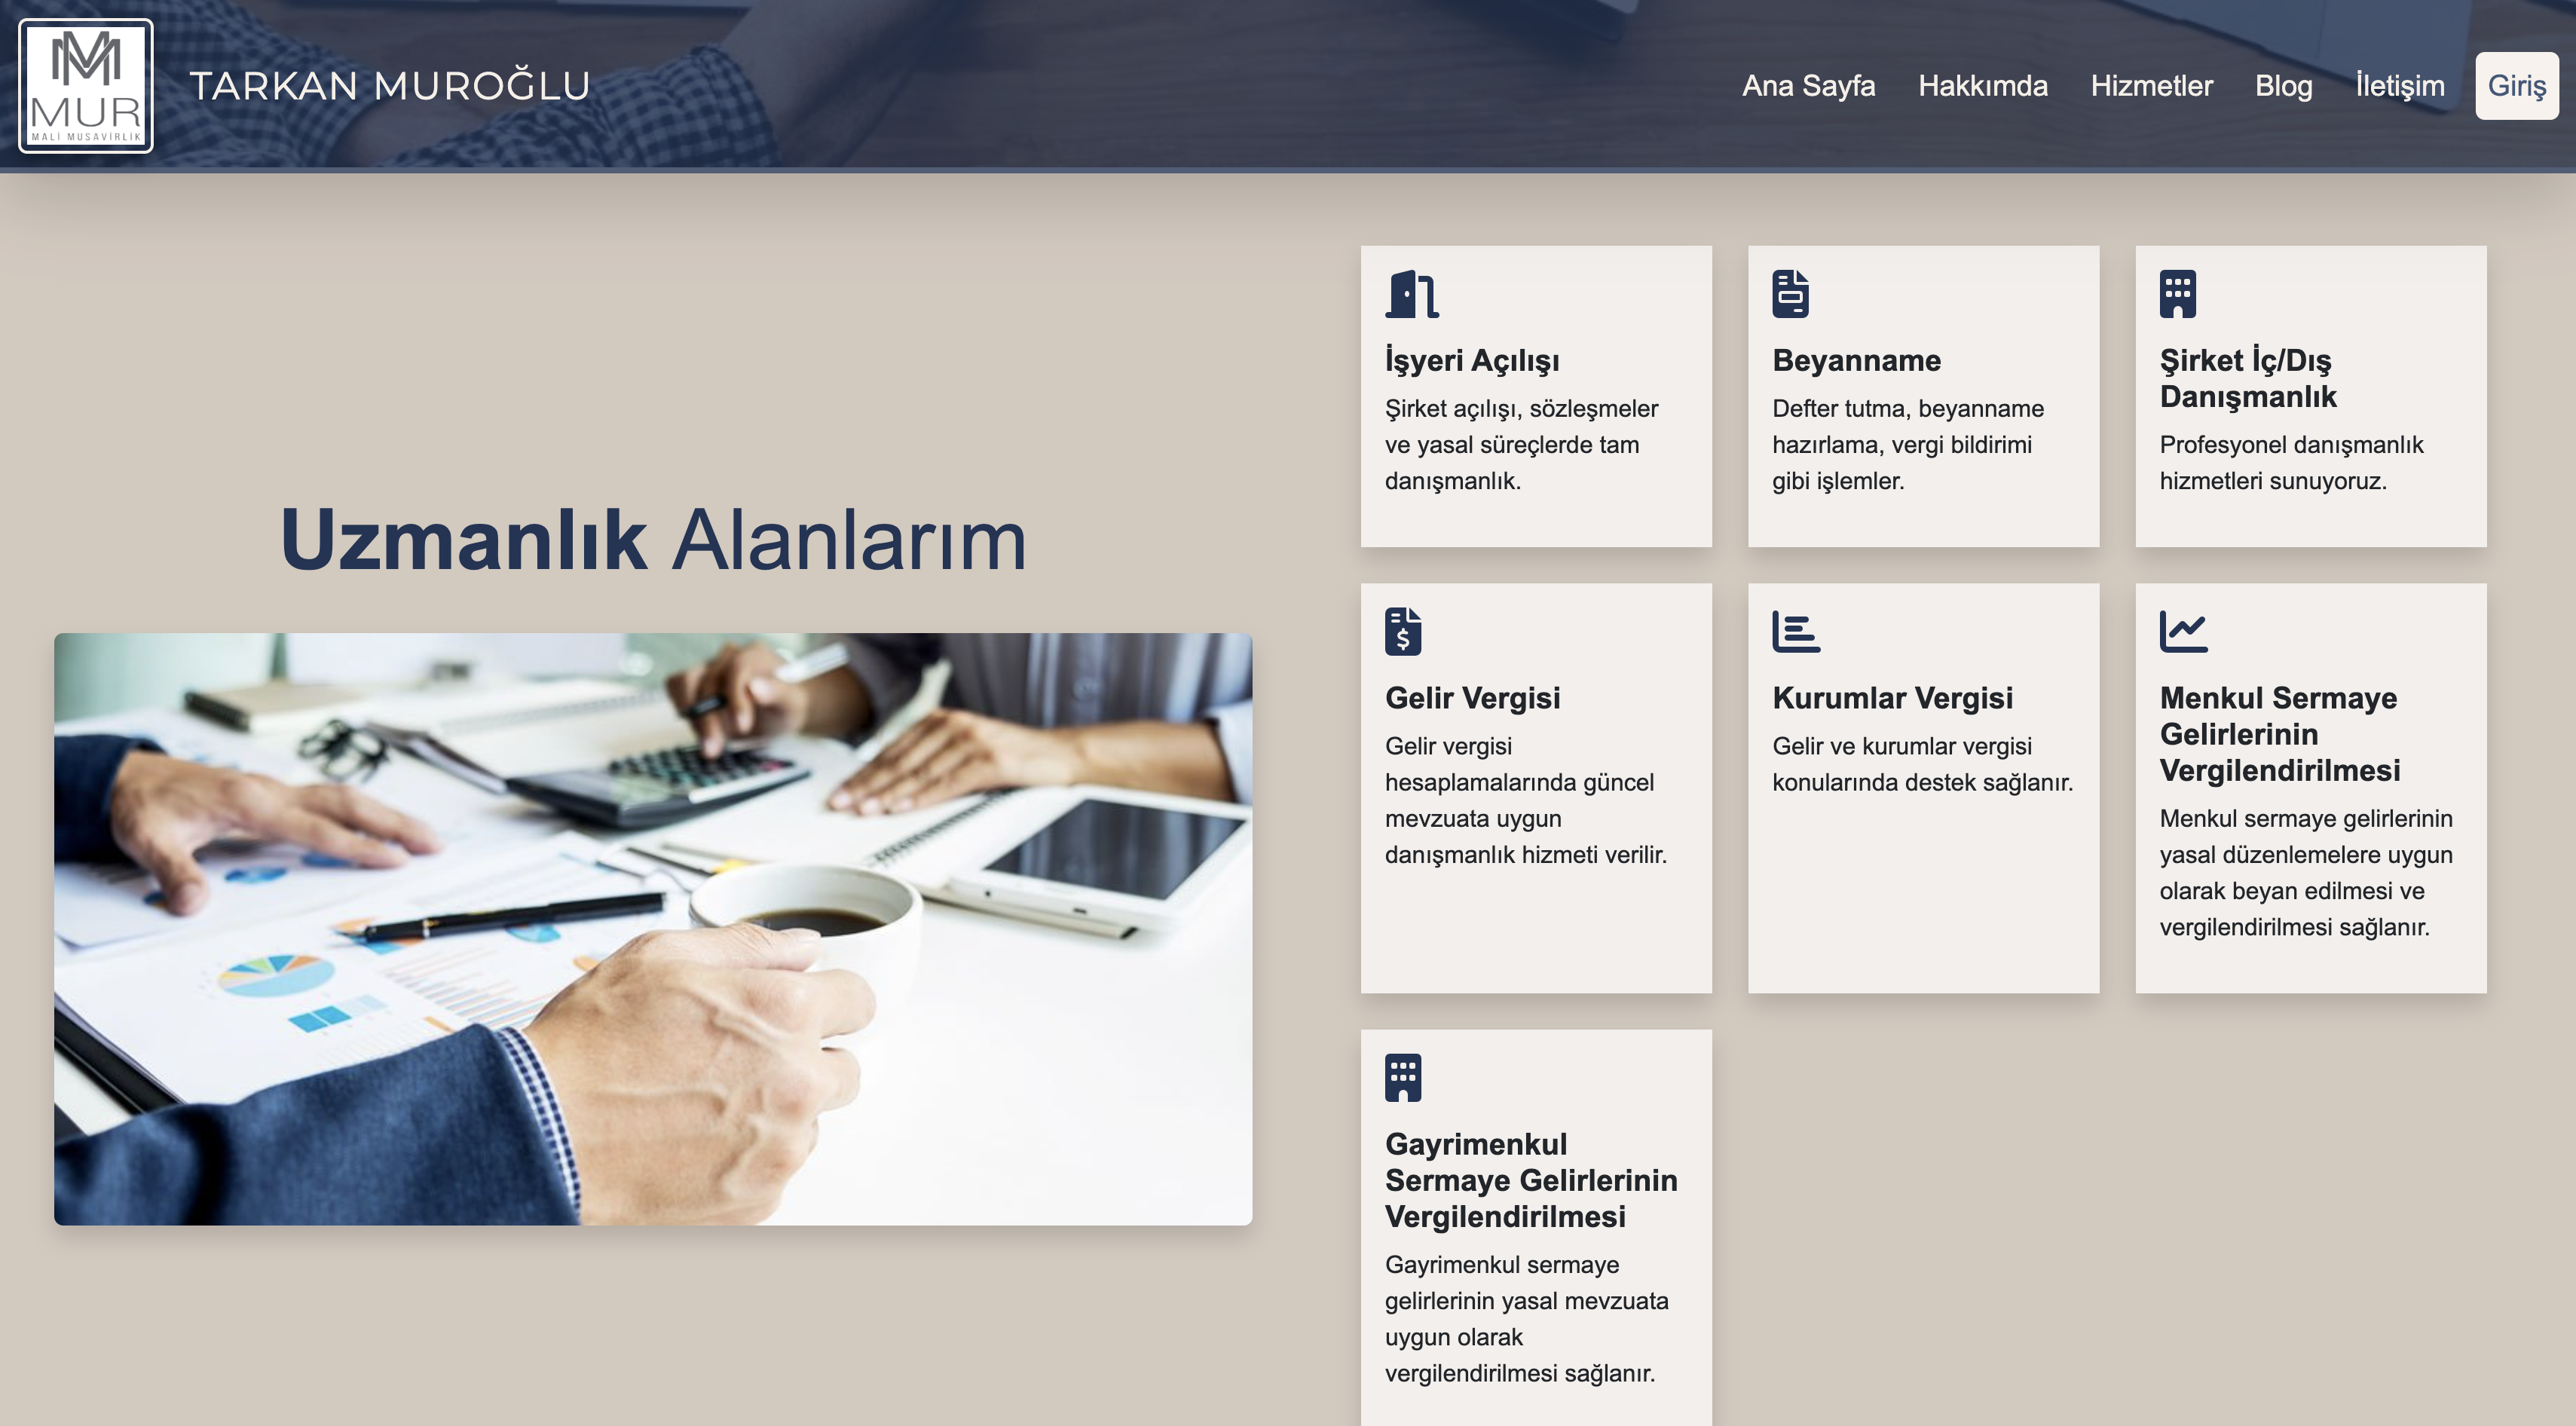 MM
MUR
MALİ MUSAVİRLİK
TARKAN MUROĞLU
Ana Sayfa
Hakkımda
Hizmetler
Blog
İletişim
Giriş
Uzmanlık Alanlarım
İşyeri Açılışı
Şirket açılışı, sözleşmeler
ve yasal süreçlerde tam
danışmanlık.
Beyanname
Defter tutma, beyanname
hazırlama, vergi bildirimi
gibi işlemler.
Şirket İç/Dış
Danışmanlık
Profesyonel danışmanlık
hizmetleri sunuyoruz.
Gelir Vergisi
Gelir vergisi
hesaplamalarında güncel
mevzuata uygun
danışmanlık hizmeti verilir.
Kurumlar Vergisi
Gelir ve kurumlar vergisi
konularında destek sağlanır.
Menkul Sermaye
Gelirlerinin
Vergilendirilmesi
Menkul sermaye gelirlerinin
yasal düzenlemelere uygun
olarak beyan edilmesi ve
vergilendirilmesi sağlanır.
Gayrimenkul
Sermaye Gelirlerinin
Vergilendirilmesi
Gayrimenkul sermaye
gelirlerinin yasal mevzuata
uygun olarak
vergilendirilmesi sağlanır.